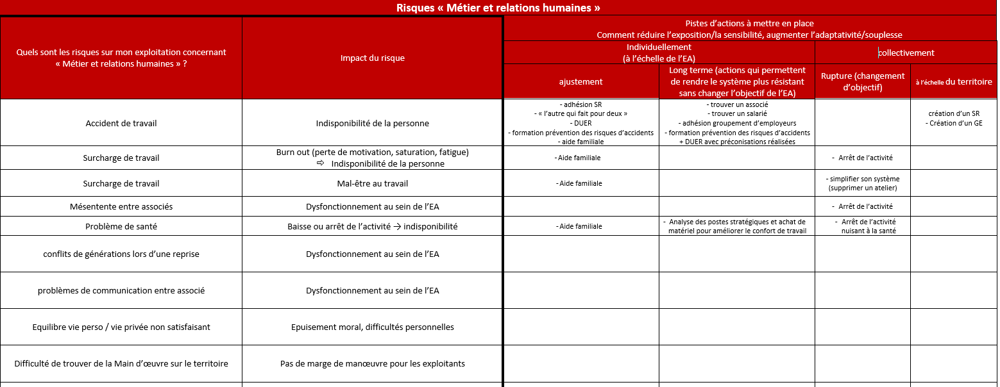 Risques « Métier et relations humaines »
Quels sont les risques sur mon exploitation concernant
« Métier et relations humaines » ?
Impact du risque
Pistes d’actions à mettre en place
Comment réduire l’exposition/la sensibilité, augmenter l’adaptativité/souplesse
Individuellement
(à l’échelle de l’EA)
collectivement
ajustement
Long terme (actions qui permettent
de rendre le système plus résistant
sans changer l’objectif de l’EA)
Rupture (changement
d’objectif)
à l’échelle du territoire
Accident de travail
Indisponibilité de la personne
- adhésion SR
- « l’autre qui fait pour deux »
- DUER
- formation prévention des risques d’accidents
- aide familiale
- trouver un associé
- trouver un salarié
- adhésion groupement d’employeurs
- formation prévention des risques d’accidents
+ DUER avec préconisations réalisées
création d’un SR
- Création d’un GE
Surcharge de travail
Burn out (perte de motivation, saturation, fatigue)
⇨ Indisponibilité de la personne
- Aide familiale
- Arrêt de l’activité
Surcharge de travail
Mal-être au travail
- Aide familiale
- simplifier son système
(supprimer un atelier)
Mésentente entre associés
Dysfonctionnement au sein de l’EA
- Arrêt de l’activité
Problème de santé
Baisse ou arrêt de l’activité → indisponibilité
- Aide familiale
- Analyse des postes stratégiques et achat de
matériel pour améliorer le confort de travail
- Arrêt de l’activité
nuisant à la santé
conflits de générations lors d’une reprise
Dysfonctionnement au sein de l’EA
problèmes de communication entre associé
Dysfonctionnement au sein de l’EA
Equilibre vie perso / vie privée non satisfaisant
Epuisement moral, difficultés personnelles
Difficulté de trouver de la Main d’œuvre sur le territoire
Pas de marge de manœuvre pour les exploitants